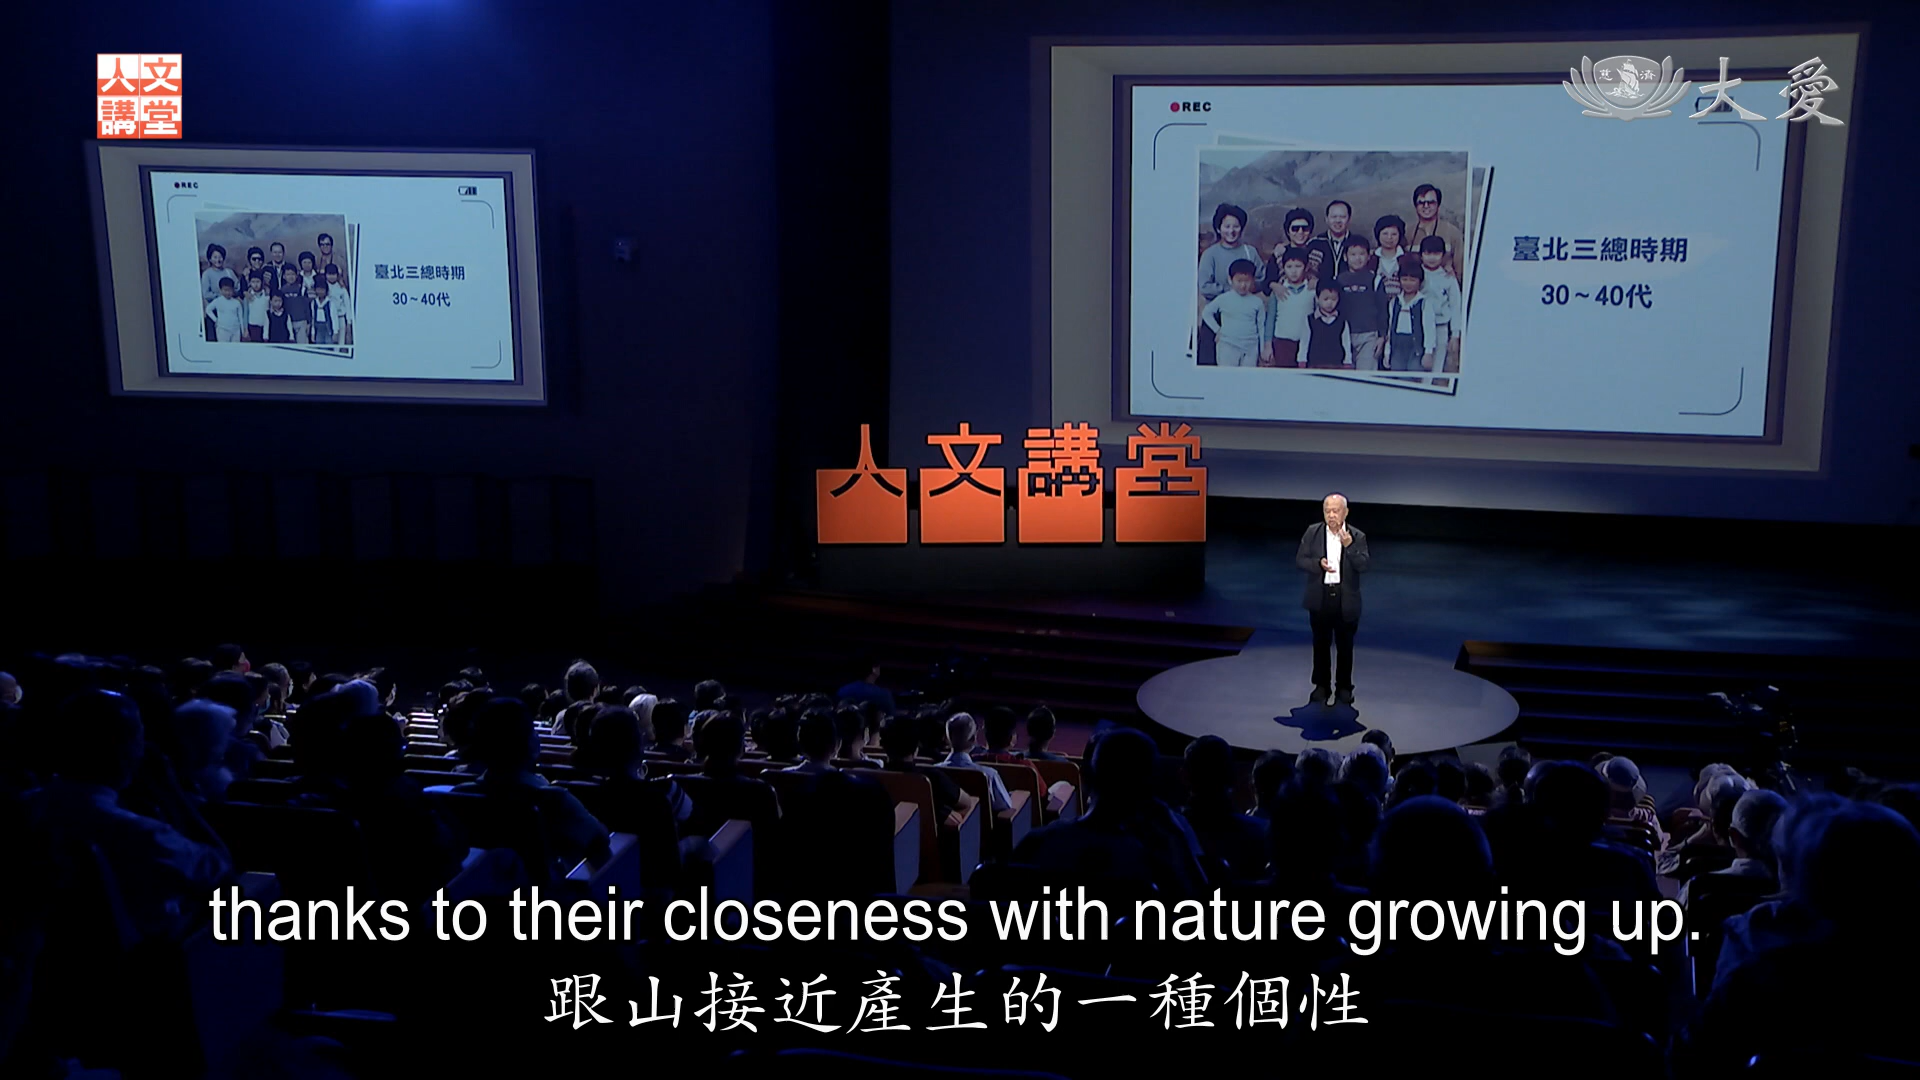 人文
講堂
慈濟
大愛
REC
臺北三總時期
30~40代
REC
臺北三總時期
30~40代
人文講堂
thanks to their closeness with nature growing up.
跟山接近產生的一種個性